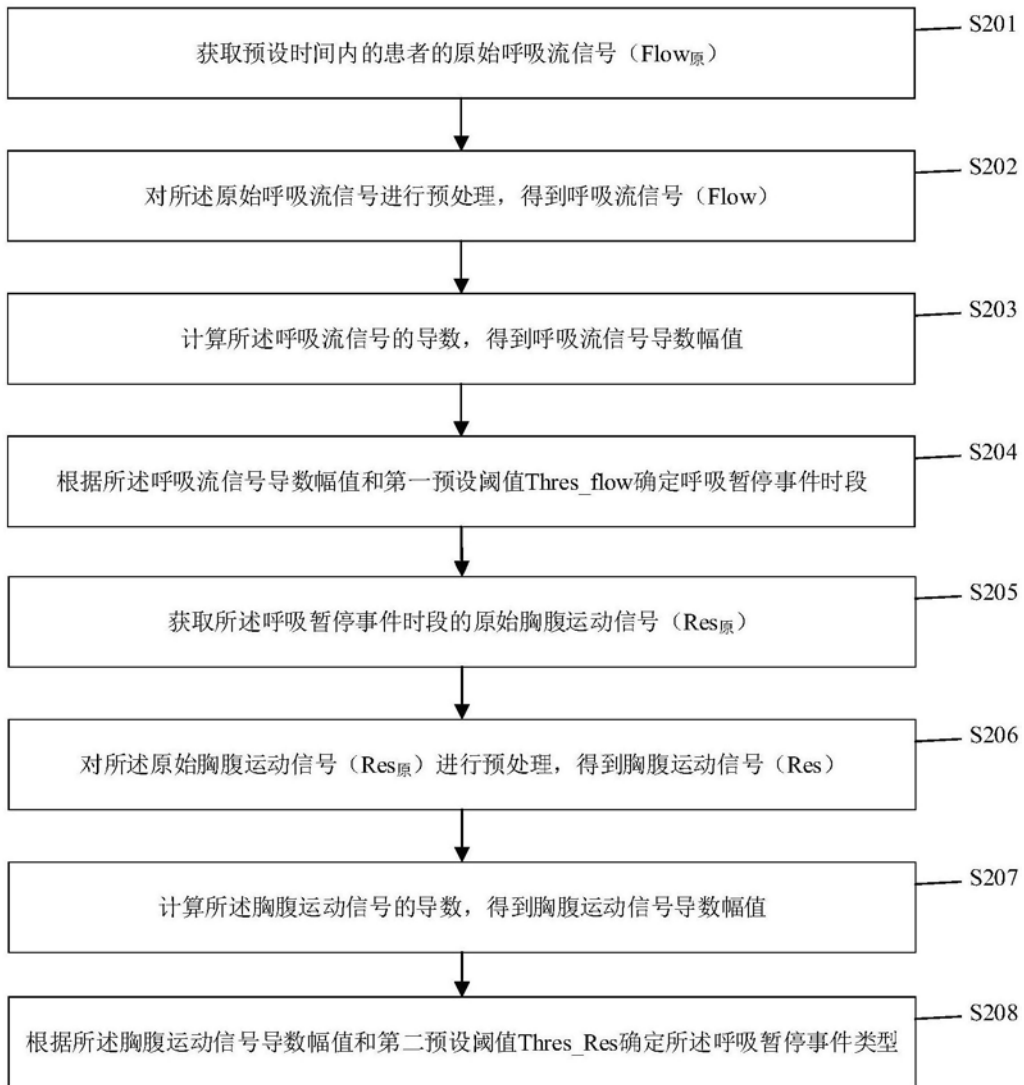 S201
获取预设时间内的患者的原始呼吸流信号（Flow原）
S202
对所述原始呼吸流信号进行预处理，得到呼吸流信号（Flow）
S203
计算所述呼吸流信号的导数，得到呼吸流信号导数幅值
S204
根据所述呼吸流信号导数幅值和第一预设阈值Thres_flow确定呼吸暂停事件时段
S205
获取所述呼吸暂停事件时段的原始胸腹运动信号（Res原）
S206
对所述原始胸腹运动信号（Res原）进行预处理，得到胸腹运动信号（Res）
S207
计算所述胸腹运动信号的导数，得到胸腹运动信号导数幅值
S208
根据所述胸腹运动信号导数幅值和第二预设阈值Thres_Res确定所述呼吸暂停事件类型